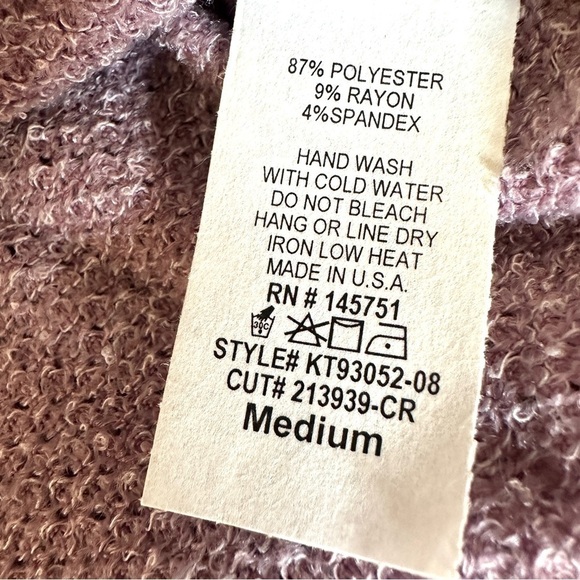 87% POLYESTER
9% RAYON
4%SPANDEX
HAND WASH
WITH COLD WATER
DO NOT BLEACH
HANG OR LINE DRY
IRON LOW HEAT
MADE IN U.S.A.
RN # 145751
30C
STYLE# KT93052-08
CUT# 213939-CR
Medium